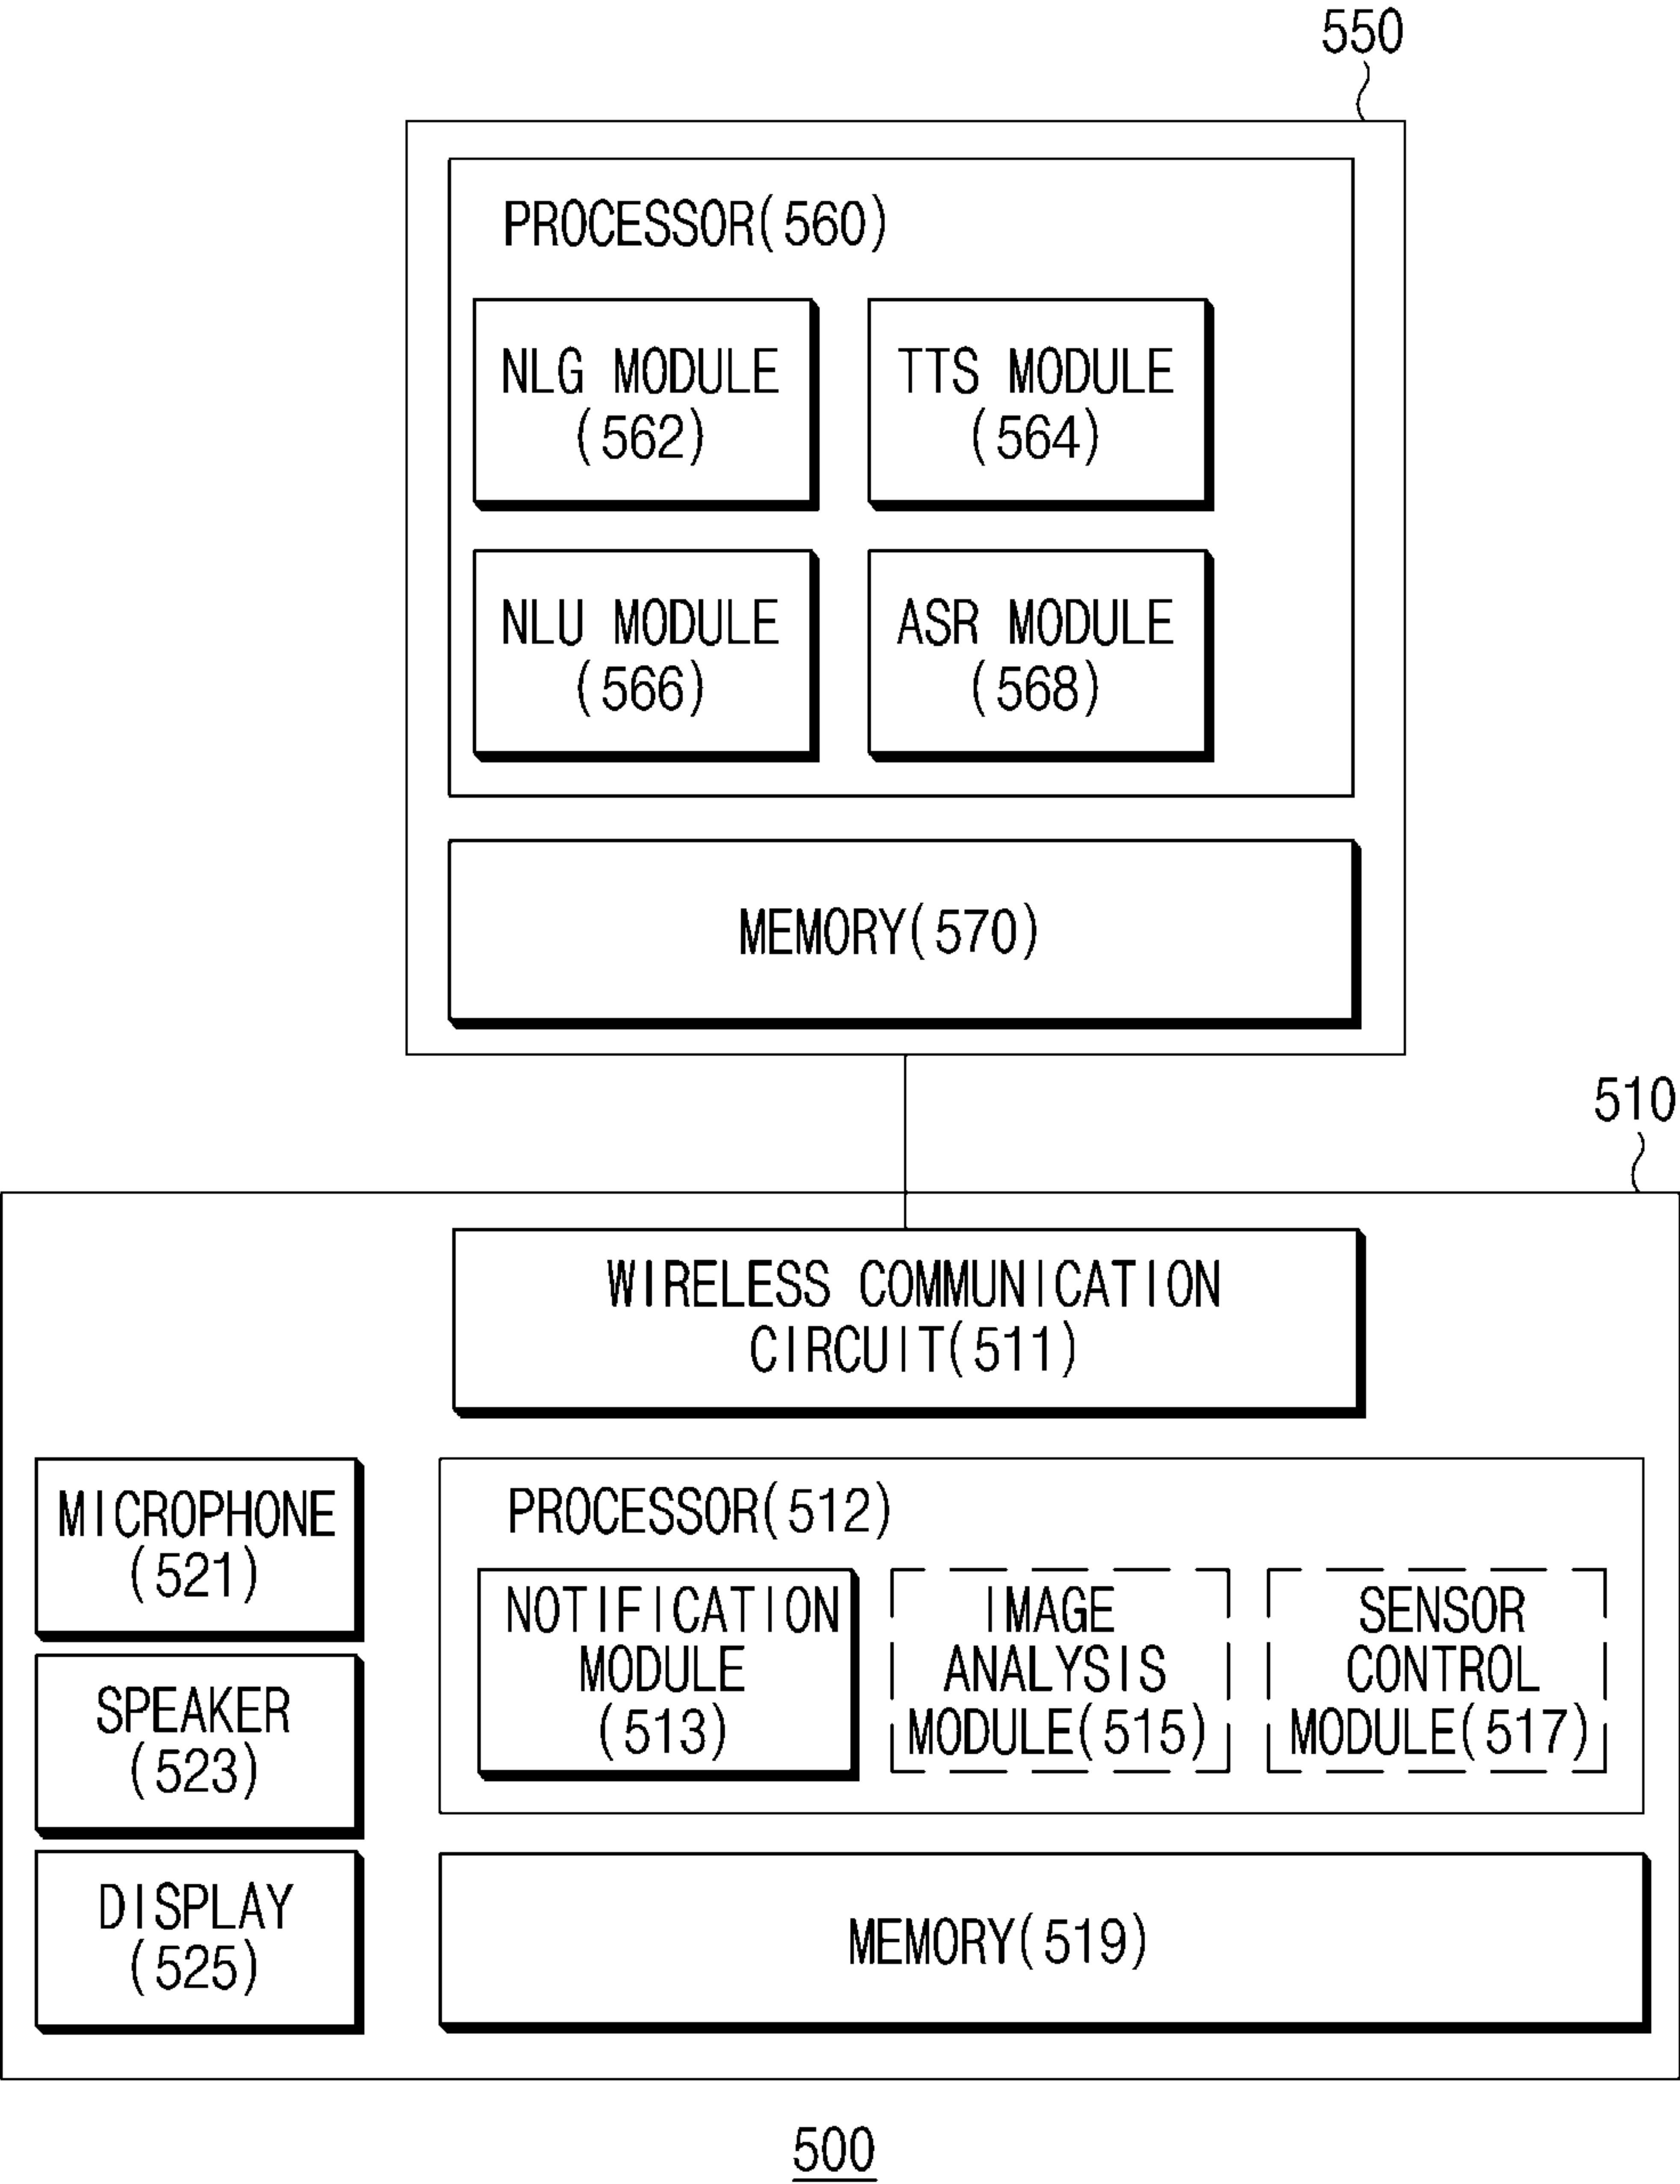 550
PROCESSOR(560)
NLG MODULE
(562)
TTS MODULE
(564)
NLU MODULE
(566)
ASR MODULE
(568)
MEMORY(570)
510
WIRELESS COMMUNICATION
CIRCUIT(511)
MICROPHONE
(521)
SPEAKER
(523)
DISPLAY
(525)
PROCESSOR(512)
NOTIFICATION
MODULE
(513)
IMAGE
ANALYSIS
MODULE(515)
SENSOR
CONTROL
MODULE(517)
MEMORY(519)
500